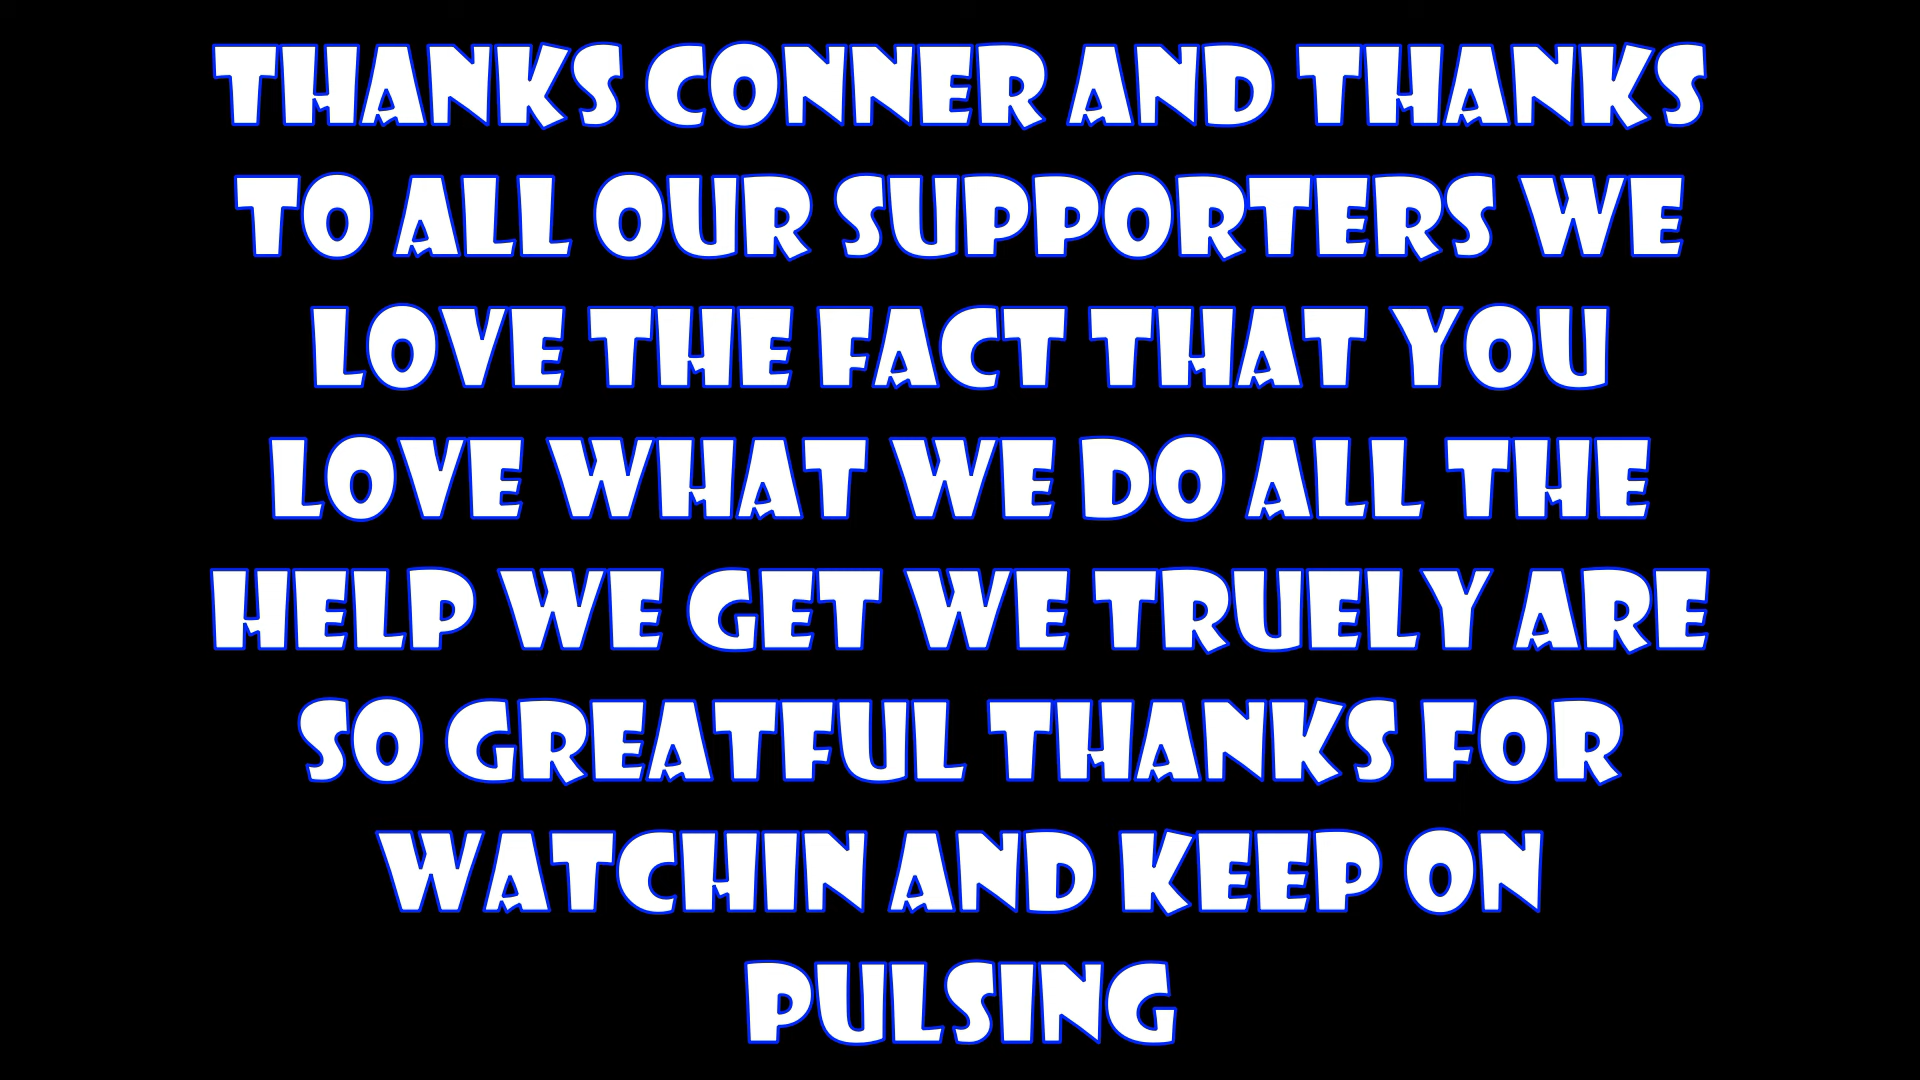 THANKS CONNER AND THANKS
TO ALL OUR SUPPORTERS WE
LOVE THE FACT THAT YOU
LOVE WHAT WE DO ALL THE
HELP WE GET WE TRUELY ARE
SO GREATFUL THANKS FOR
WATCHIN AND KEEP ON
PULSING